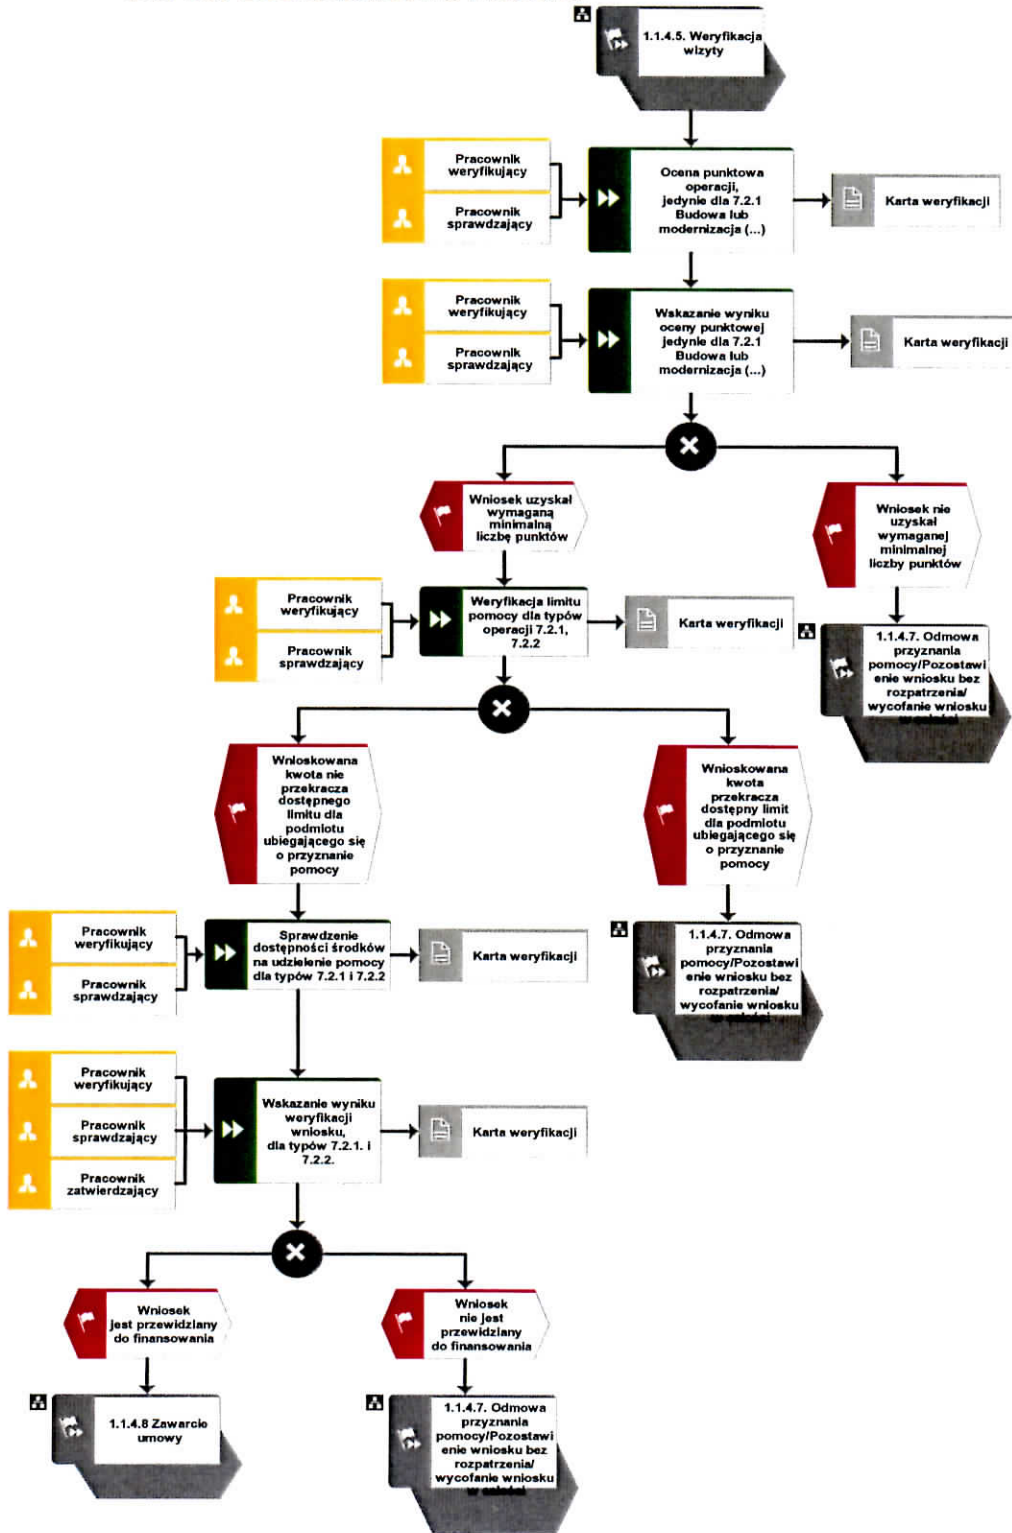 1.1.4.5. Weryfikacja
wizyty
Pracownik
weryfikujący
Pracownik
sprawdzający
Ocena punktowa
operacji,
jedynie dla 7.2.1
Budowa lub
modernizacja (...)
Karta weryfikacji
Pracownik
weryfikujący
Pracownik
sprawdzający
Wskazanie wyniku
oceny punktowej
jedynie dla 7.2.1
Budowa lub
modernizacja (...)
Karta weryfikacji
Wniosek uzyskał
wymaganą
minimalną
liczbę punktów
Wniosek nie
uzyskał
wymaganej
minimalnej
liczby punktów
Pracownik
weryfikujący
Pracownik
sprawdzający
Weryfikacja limitu
pomocy dla typów
operacji 7.2.1,
7.2.2
Karta weryfikacji
1.1.4.7. Odmowa
przyznania
pomocy/Pozostawi
enie wniosku bez
rozpatrzenia/
wycofanie wniosku
w całości
Wnioskowana
kwota nie
przekracza
dostępnego
limitu dla
podmiotu
ubiegającego się
o przyznanie
pomocy
Wnioskowana
kwota
przekracza
dostępny limit
dla podmiotu
ubiegającego się
o przyznanie
pomocy
Pracownik
weryfikujący
Pracownik
sprawdzający
Sprawdzenie
dostępności środków
na udzielenie pomocy
dla typów 7.2.1 i 7.2.2
Karta weryfikacji
1.1.4.7. Odmowa
przyznania
pomocy/Pozostawi
enie wniosku bez
rozpatrzenia/
wycofanie wniosku
w całości
Pracownik
weryfikujący
Pracownik
sprawdzający
Pracownik
zatwierdzający
Wskazanie wyniku
weryfikacji
wniosku,
dla typów 7.2.1. i
7.2.2.
Karta weryfikacji
Wniosek
jest przewidziany
do finansowania
Wniosek
nie jest
przewidziany
do finansowania
1.1.4.8 Zawarcie
umowy
1.1.4.7. Odmowa
przyznania
pomocy/Pozostawi
enie wniosku bez
rozpatrzenia/
wycofanie wniosku
w całości